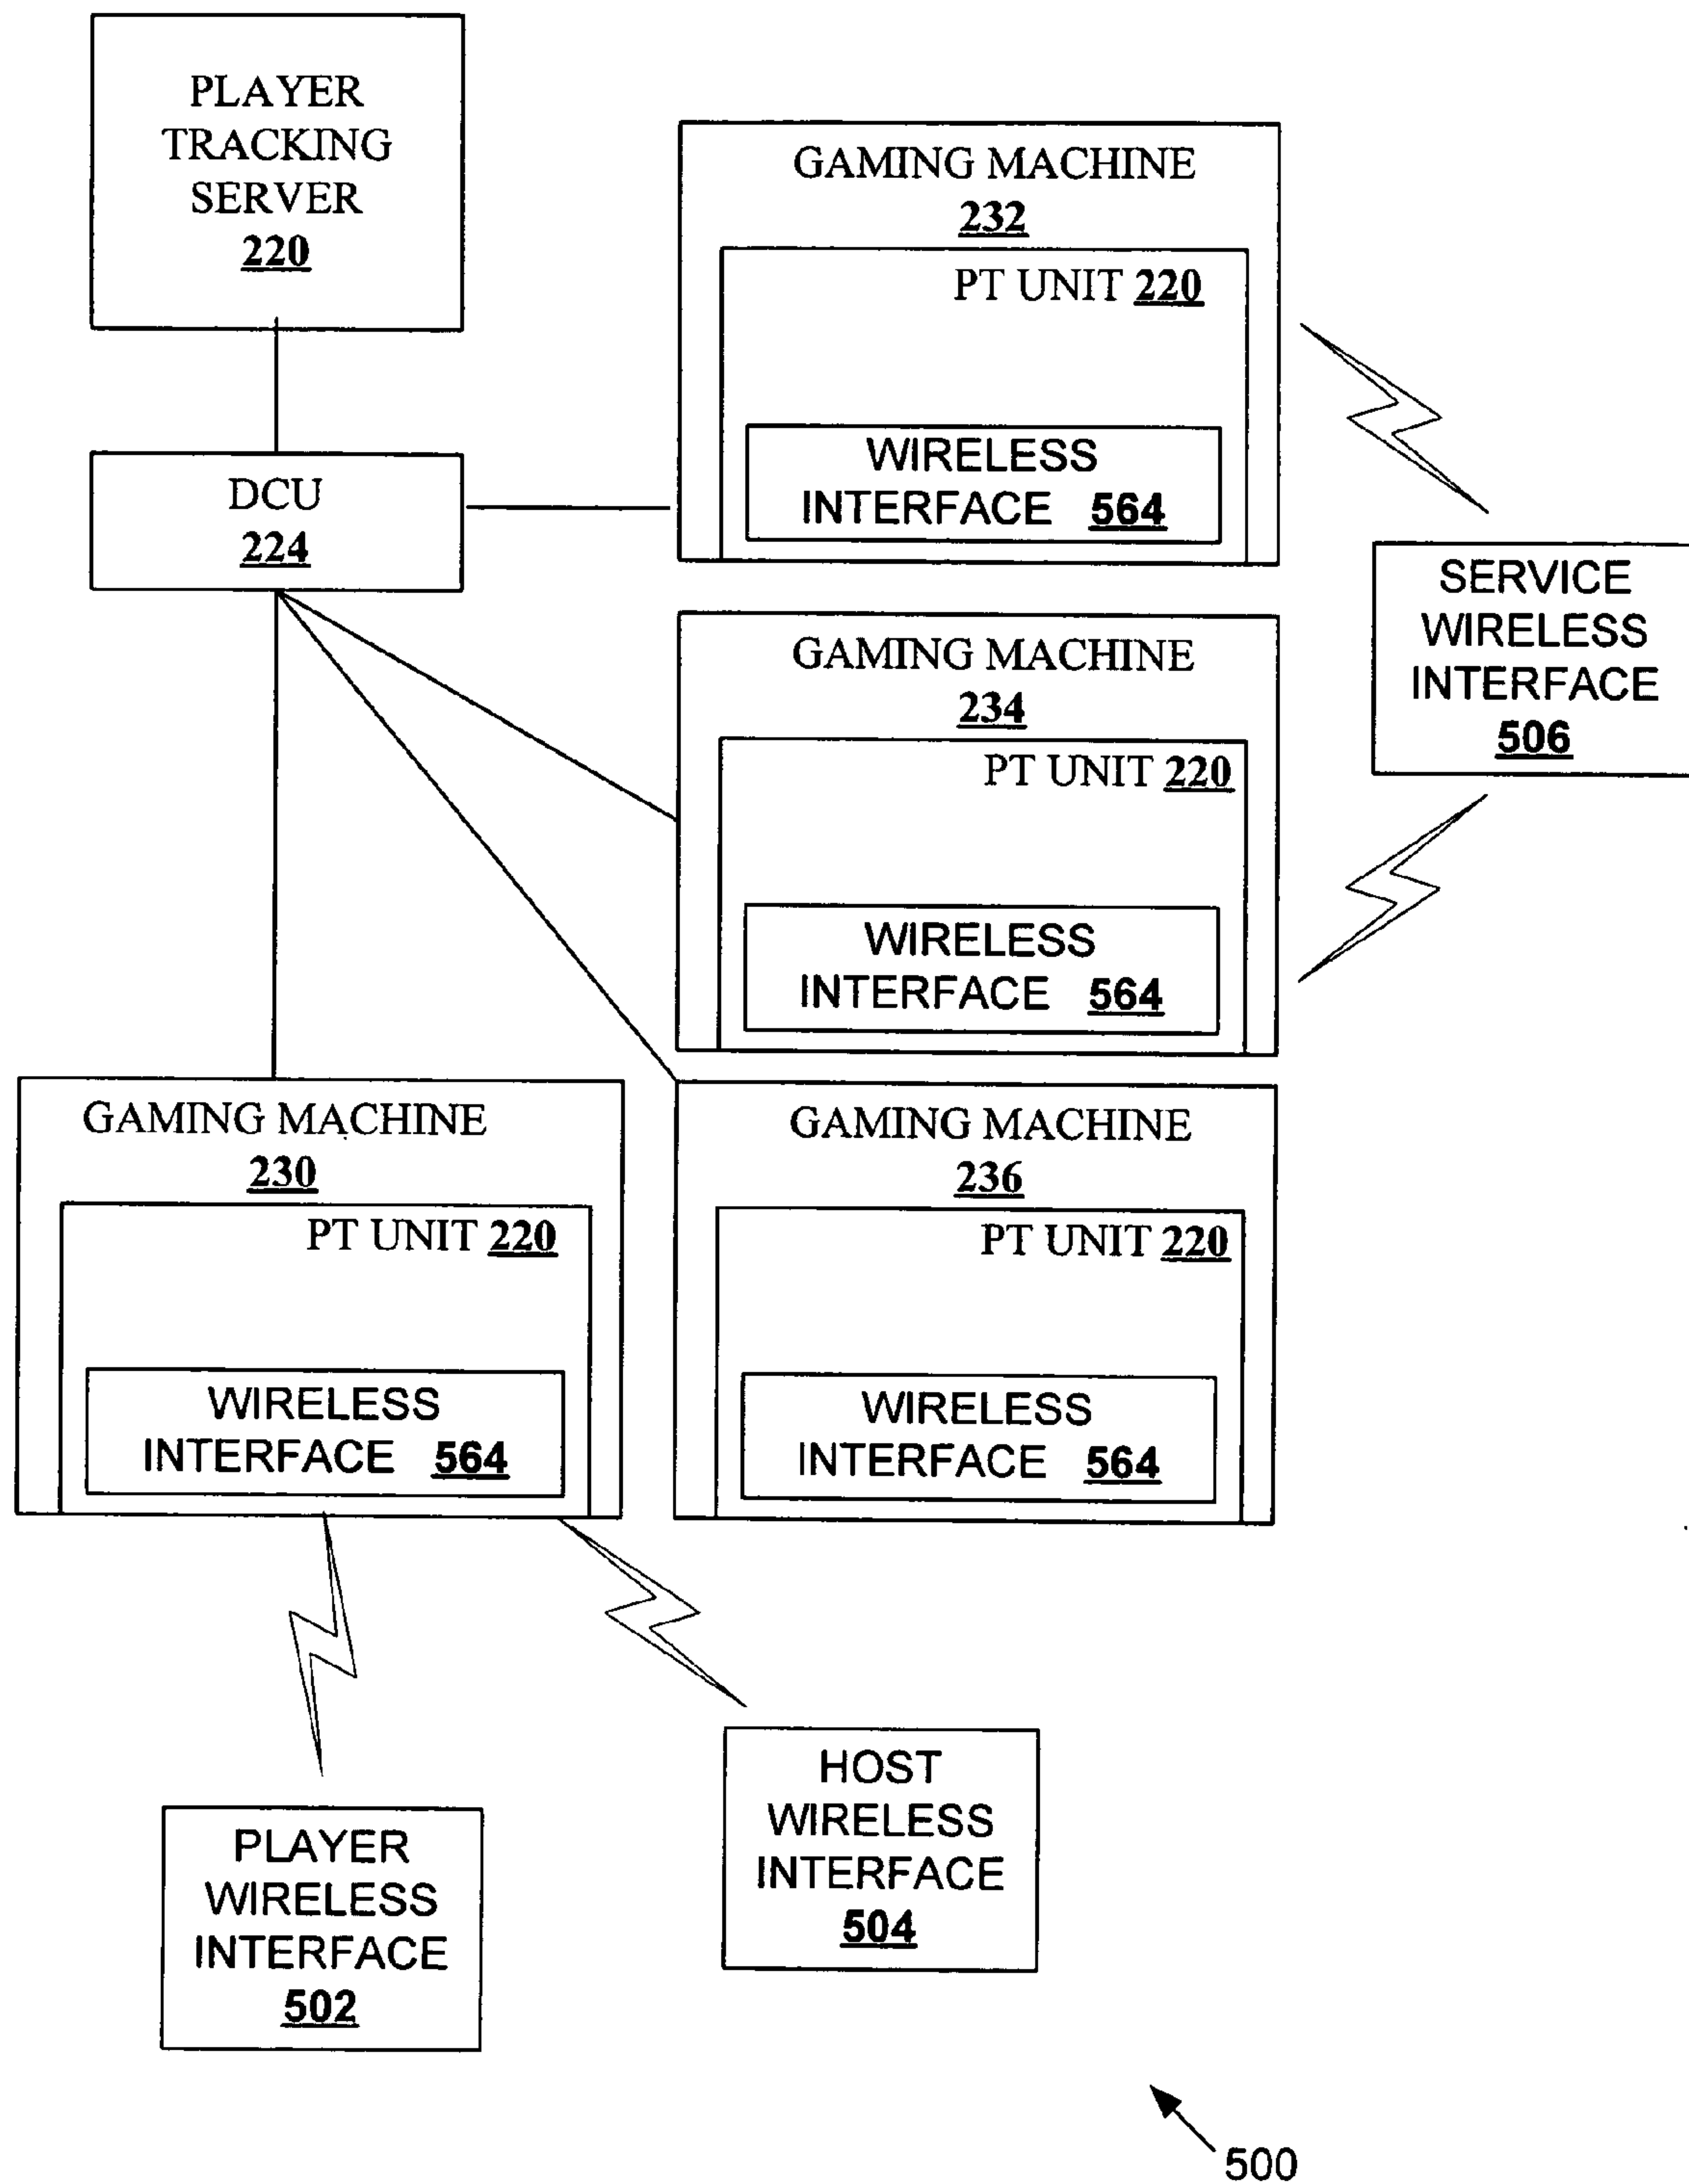 PLAYER
TRACKING
SERVER
220
GAMING MACHINE
232
PT UNIT 220
WIRELESS
INTERFACE 564
DCU
224
SERVICE
WIRELESS
INTERFACE
506
GAMING MACHINE
234
PT UNIT 220
WIRELESS
INTERFACE 564
GAMING MACHINE
230
PT UNIT 220
WIRELESS
INTERFACE 564
GAMING MACHINE
236
PT UNIT 220
WIRELESS
INTERFACE 564
PLAYER
WIRELESS
INTERFACE
502
HOST
WIRELESS
INTERFACE
504
500